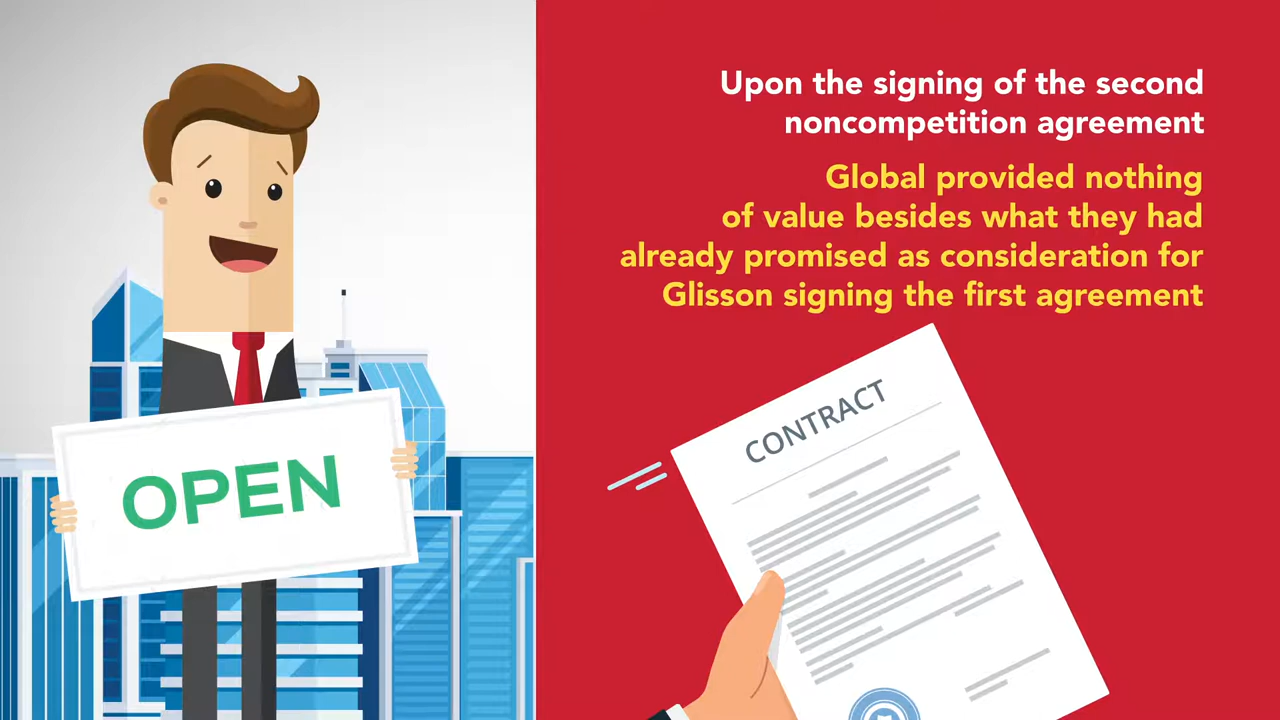 Upon the signing of the second
noncompetition agreement
Global provided nothing
of value besides what they had
already promised as consideration for
Glisson signing the first agreement
OPEN
CONTRACT